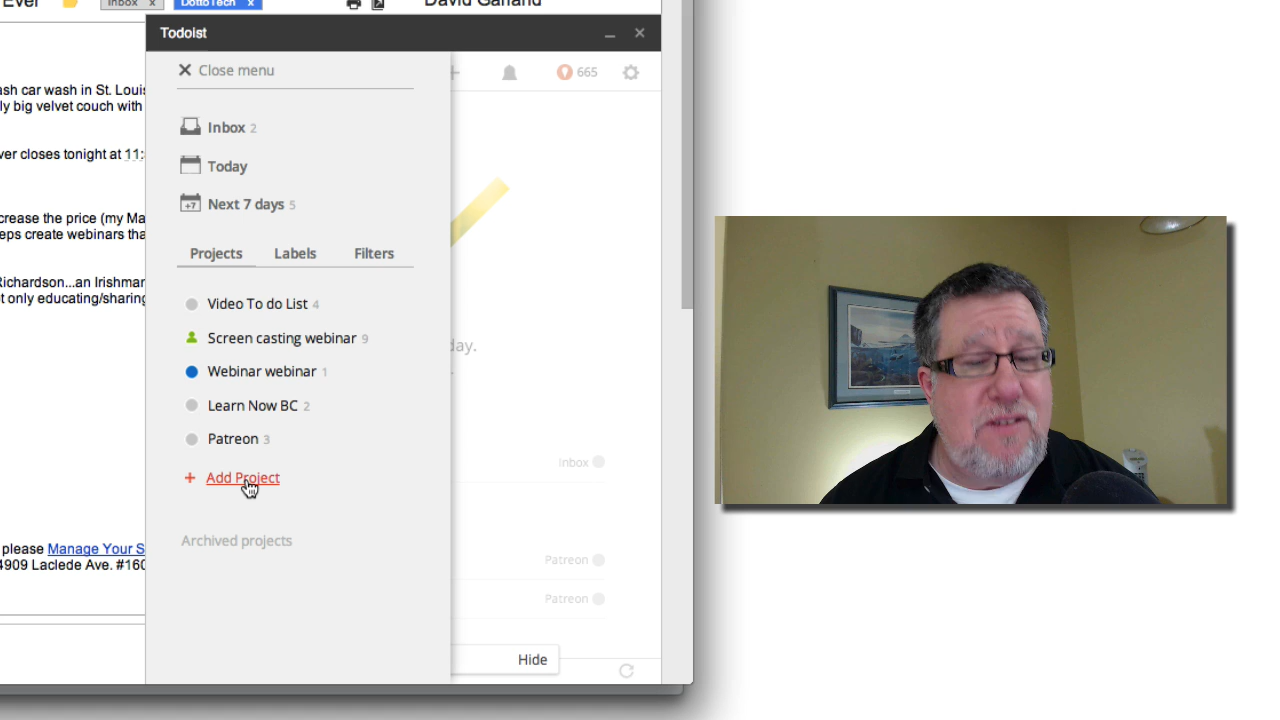 Ever
Inbox x
DottoTech x
David Garland
Todoist
Close menu
665
ash car wash in St. Louis
ly big velvet couch with
Inbox 2
ver closes tonight at 11:
Today
Next 7 days 5
crease the price (my Ma
eps create webinars tha
Projects Labels Filters
Richardson...an Irishman
t only educating/sharing
Video To do List 4
Screen casting webinar 9
day.
Webinar webinar 1
Learn Now BC 2
Patreon 3
Inbox
+ Add Project
Archived projects
please Manage Your S
4909 Laclede Ave. #160
Patreon
Patreon
Hide